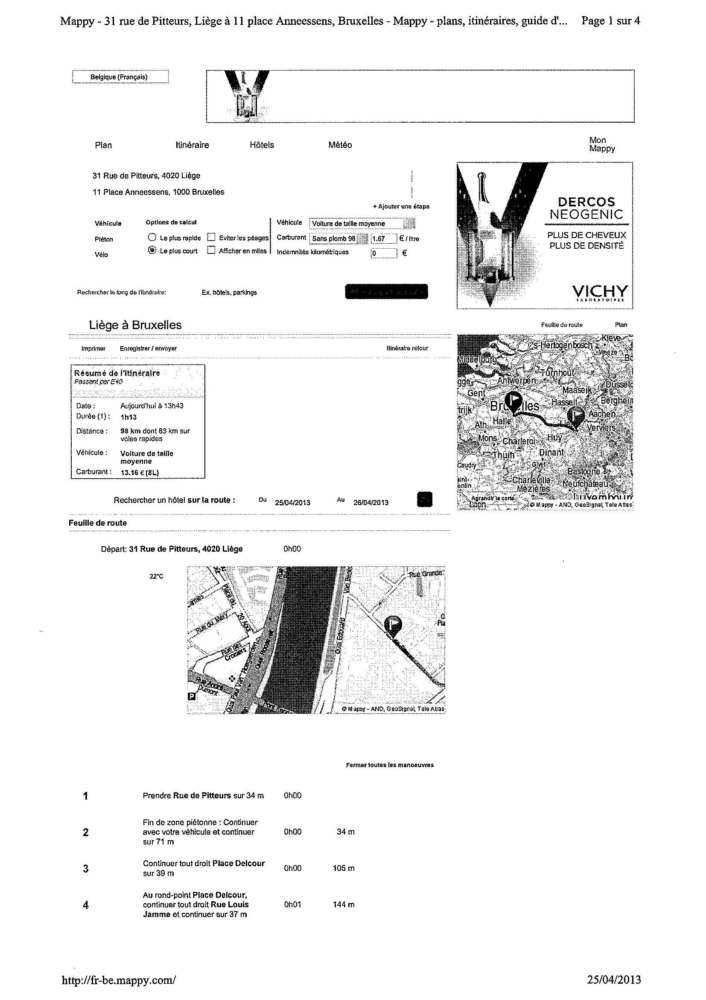 Mappy - 31 rue de Pitteurs, Liège à 11 place Anneessens, Bruxelles - Mappy - plans, itinéraires, guide d'... Page 1 sur 4
Belgique (Français)
Plan Itinéraire Hôtels Météo Mon
Mappy
31 Rue de Pitteurs, 4020 Liège
11 Place Anneessens, 1000 Bruxelles
+ Ajouter une étape
Véhicule Options de calcul Véhicule Voiture de taille moyenne
Piéton Le plus rapide Eviter les péages Carburant Sans plomb 98 1.67 € / litre
Vélo Le plus court Afficher en miles Indemnités kilométriques 0 €
DERCOS
NEOGENIC
PLUS DE CHEVEUX
PLUS DE DENSITÉ
VICHY
LABORATOIRES
Rechercher le long de l'itinéraire: Ex. hôtels, parkings
Liège à Bruxelles
Feuille de route Plan
Imprimer Enregistrer / envoyer Itinéraire retour
Résumé de l'itinéraire
Passant par E40
Date : Aujourd'hui à 13h43
Durée (1) : 1h13
Distance : 98 km dont 83 km sur
voies rapides
Véhicule : Voiture de taille
moyenne
Carburant : 13.16 € (8L)
Kleve
's-Hertogenbosch
Weeze
Middelburg
Turnhout
Antwerpen
Maaseik
Gent
Hasselt
Berghein
trijk
Aachen
Ath
Halle
Verviers
Mons
Charleroi
Huy
Thuin
Dinant
Caudry
Givet
Bastogne
Charleville-
Mézières
Neufchâteau
Luxembourg
Agrandir la carte
Laon
© Mappy - AND, GeoSignal, Tele Atlas
Rechercher un hôtel sur la route : Du 25/04/2013 Au 26/04/2013
Feuille de route
Départ: 31 Rue de Pitteurs, 4020 Liège 0h00
22°C
Rue Grande
Place du
20 Août
Rue du Méry
Rue des
Croisiers
Quai Roosevelt
Quai Edouard
Van Bened
Rue André
Dumont
Quai Paul Van Hoegaerden
P
© Mappy - AND, GeoSignal, Tele Atlas
Fermer toutes les manoeuvres
1 Prendre Rue de Pitteurs sur 34 m 0h00
Fin de zone piétonne : Continuer
2 avec votre véhicule et continuer 0h00 34 m
sur 71 m
3 Continuer tout droit Place Delcour 0h00 105 m
sur 39 m
Au rond-point Place Delcour,
4 continuer tout droit Rue Louis 0h01 144 m
Jamme et continuer sur 37 m
http://fr-be.mappy.com/ 25/04/2013